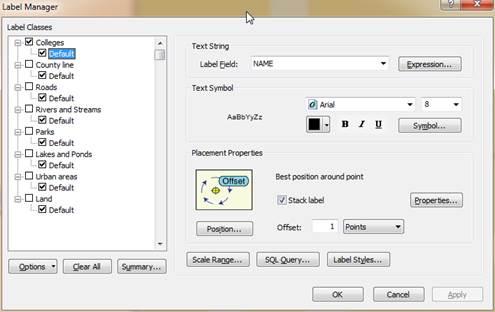 Label Manager
Label Classes
Colleges
Default
County line
Default
Roads
Default
Rivers and Streams
Default
Parks
Default
Lakes and Ponds
Default
Urban areas
Default
Land
Default
Options
Clear All
Summary...
Text String
Label Field: NAME Expression...
Text Symbol
AaBbYyZz
Arial 8
B I U Symbol...
Placement Properties
Offset
Best position around point
Stack label Properties...
Position... Offset: 1 Points
Scale Range... SQL Query... Label Styles...
OK Cancel Apply